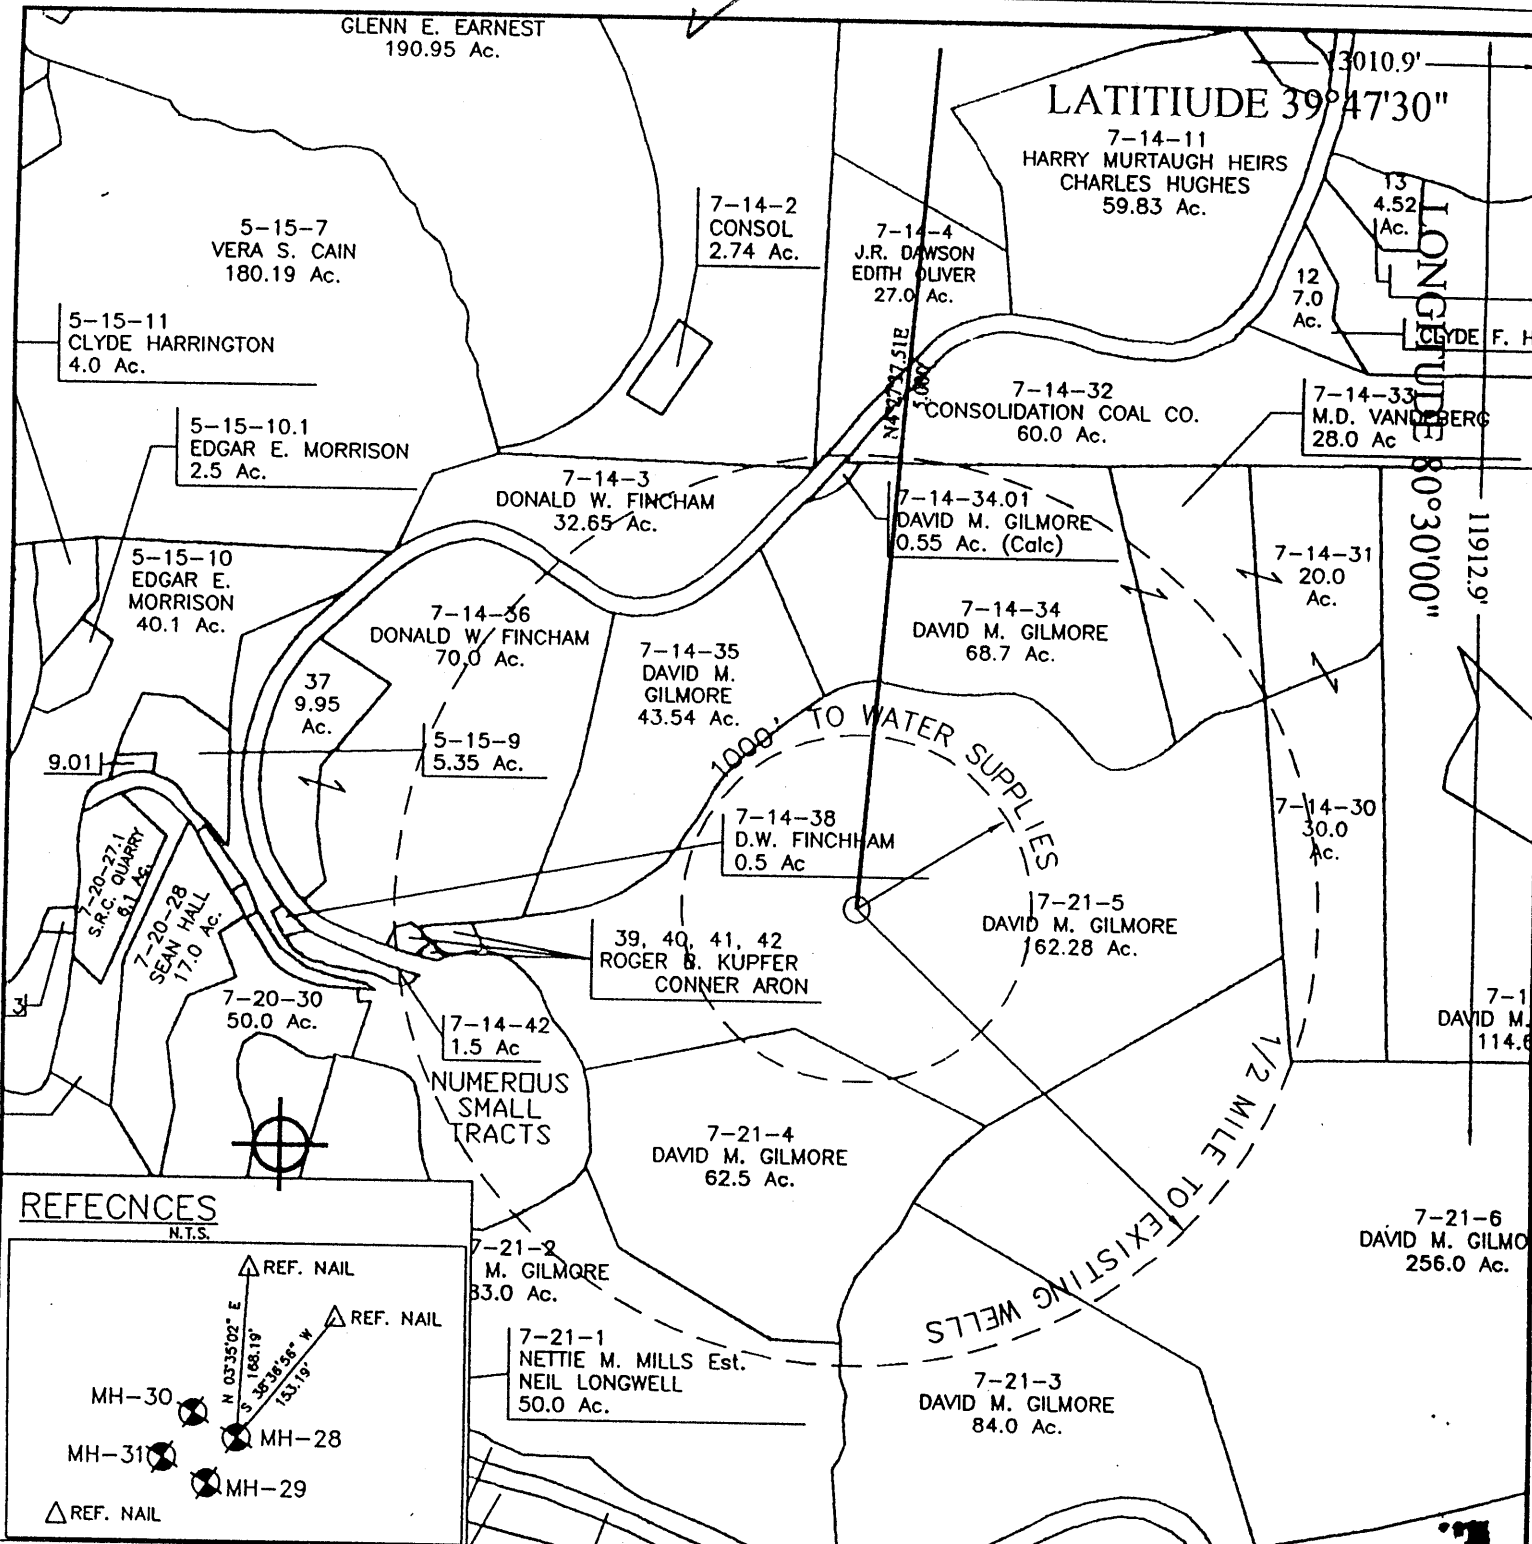 GLENN E. EARNEST
190.95 Ac.
3010.9'
LATITIUDE 39°47'30"
7-14-11
HARRY MURTAUGH HEIRS
CHARLES HUGHES
59.83 Ac.
13
4.52
Ac.
LONGITUDE 80°30'00"
11912.9'
5-15-7
VERA S. CAIN
180.19 Ac.
7-14-2
CONSOL
2.74 Ac.
7-14-4
J.R. DAWSON
EDITH OLIVER
27.0 Ac.
12
7.0
Ac.
CLYDE F. H
5-15-11
CLYDE HARRINGTON
4.0 Ac.
7-14-32
CONSOLIDATION COAL CO.
60.0 Ac.
7-14-33
M.D. VANDEBERG
28.0 Ac
5-15-10.1
EDGAR E. MORRISON
2.5 Ac.
7-14-3
DONALD W. FINCHAM
32.65 Ac.
7-14-34.01
DAVID M. GILMORE
0.55 Ac. (Calc)
5-15-10
EDGAR E.
MORRISON
40.1 Ac.
7-14-31
20.0
Ac.
7-14-36
DONALD W. FINCHAM
70.0 Ac.
7-14-34
DAVID M. GILMORE
68.7 Ac.
7-14-35
DAVID M.
GILMORE
43.54 Ac.
37
9.95
Ac.
5-15-9
5.35 Ac.
9.01
1000' TO WATER SUPPLIES
7-14-38
D.W. FINCHHAM
0.5 Ac
7-14-30
30.0
Ac.
7-20-27.1
S.R.C. QUARRY
6.1 Ac.
7-20-28
SEAN HALL
17.0 Ac.
7-21-5
DAVID M. GILMORE
162.28 Ac.
39, 40, 41, 42
ROGER B. KUPFER
CONNER ARON
3
7-20-30
50.0 Ac.
7-14-42
1.5 Ac
7-1
DAVID M.
114.6
NUMEROUS
SMALL
TRACTS
1/2 MILE TO EXISTING WELLS
7-21-4
DAVID M. GILMORE
62.5 Ac.
7-21-6
DAVID M. GILMO
256.0 Ac.
7-21-2
M. GILMORE
83.0 Ac.
7-21-1
NETTIE M. MILLS Est.
NEIL LONGWELL
50.0 Ac.
7-21-3
DAVID M. GILMORE
84.0 Ac.
REFECNCES
N.T.S.
REF. NAIL
REF. NAIL
N 03°35'02" E
168.19'
S 38°36'56" W
153.19'
MH-30
MH-28
MH-31
MH-29
REF. NAIL